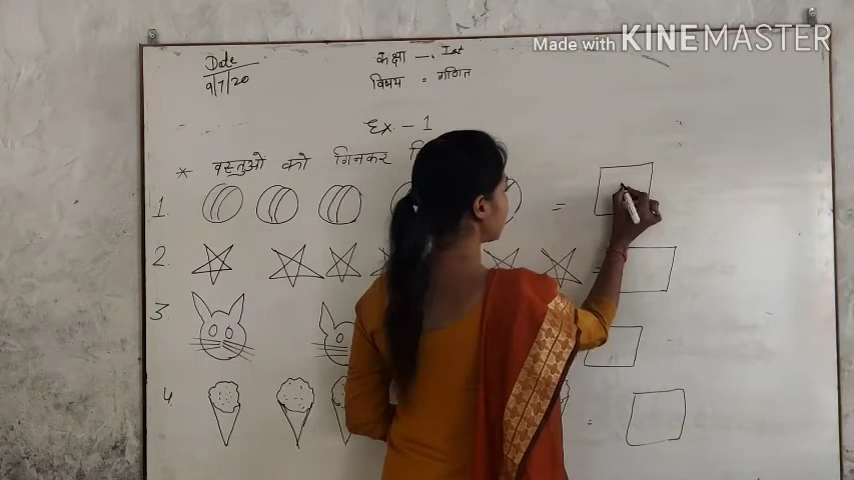 Made with KINEMASTER
Date
9/7/20
कक्षा —. Ist
विषय = गणित
Ex - 1
* वस्तुओ को गिनकर
1 =
2 =
3
4 =